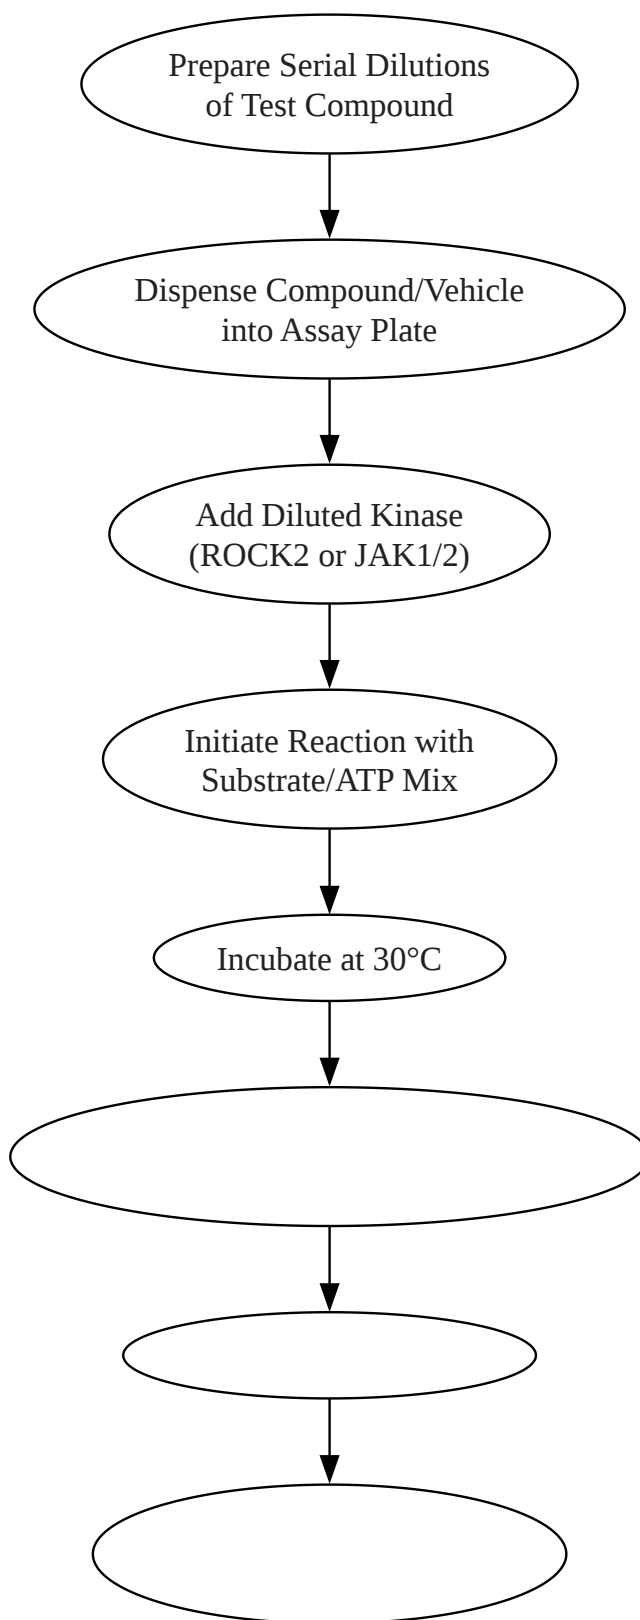 Prepare Serial Dilutions
of Test Compound
Dispense Compound/Vehicle
into Assay Plate
Add Diluted Kinase
(ROCK2 or JAK1/2)
Initiate Reaction with
Substrate/ATP Mix
Incubate at 30°C